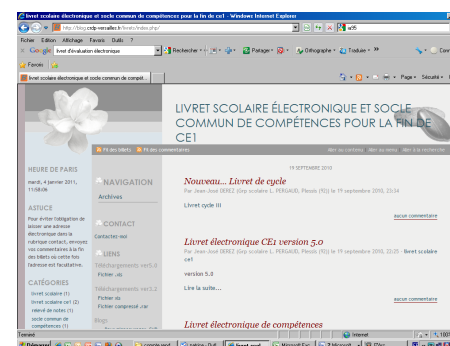 livret scolaire électronique et socle commun de compétences pour la fin de ce1 - Windows Internet Explorer
http://blog.crdp-versailles.fr/livrets/index.php/
Fichier Edition Affichage Favoris Outils ?
Google livret d'évaluation électronique Rechercher Partager Orthographe Traduire
Favoris
livret scolaire électronique et socle commun de compét... Page Sécurité
LIVRET SCOLAIRE ÉLECTRONIQUE ET SOCLE
COMMUN DE COMPÉTENCES POUR LA FIN DE
CE1
Fil des billets Fil des commentaires Aller au contenu Aller au menu Aller à la recherche
HEURE DE PARIS
mardi, 4 janvier 2011,
11:58:06
ASTUCE
Pour éviter l'obligation de
laisser une adresse
électronique dans la
rubrique contact, envoyez
vos commentaires à la fin
des billets où cette fois
l'adresse est facultative.
CATÉGORIES
livret scolaire (1)
livret scolaire ce1 (2)
relevé de notes (1)
socle commun de
compétences (1)
NAVIGATION
Archives
CONTACT
Contactez-moi
LIENS
Téléchargements ver5.0
Fichier .xls
Téléchargements ver3.2
Fichier .xls
Fichier compressé .rar
Blogs
19 SEPTEMBRE 2010
Nouveau... Livret de cycle
Par Jean-José DEREZ (Grp scolaire L. PERGAUD, Plessis (92)) le 19 septembre 2010, 23:34
Livret cycle III
aucun commentaire
Livret électronique CE1 version 5.0
Par Jean-José DEREZ (Grp scolaire L. PERGAUD, Plessis (92)) le 19 septembre 2010, 22:25 - livret scolaire
ce1
version 5.0
Lire la suite...
aucun commentaire
Livret électronique de compétences
Terminé Internet
Démarrer